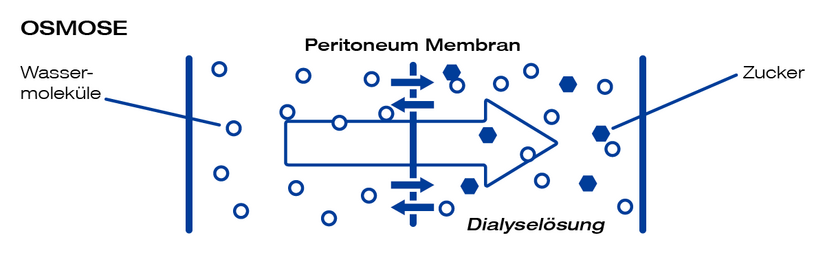 OSMOSE
Peritoneum Membran
Wasser-
moleküle
Zucker
Dialyselösung